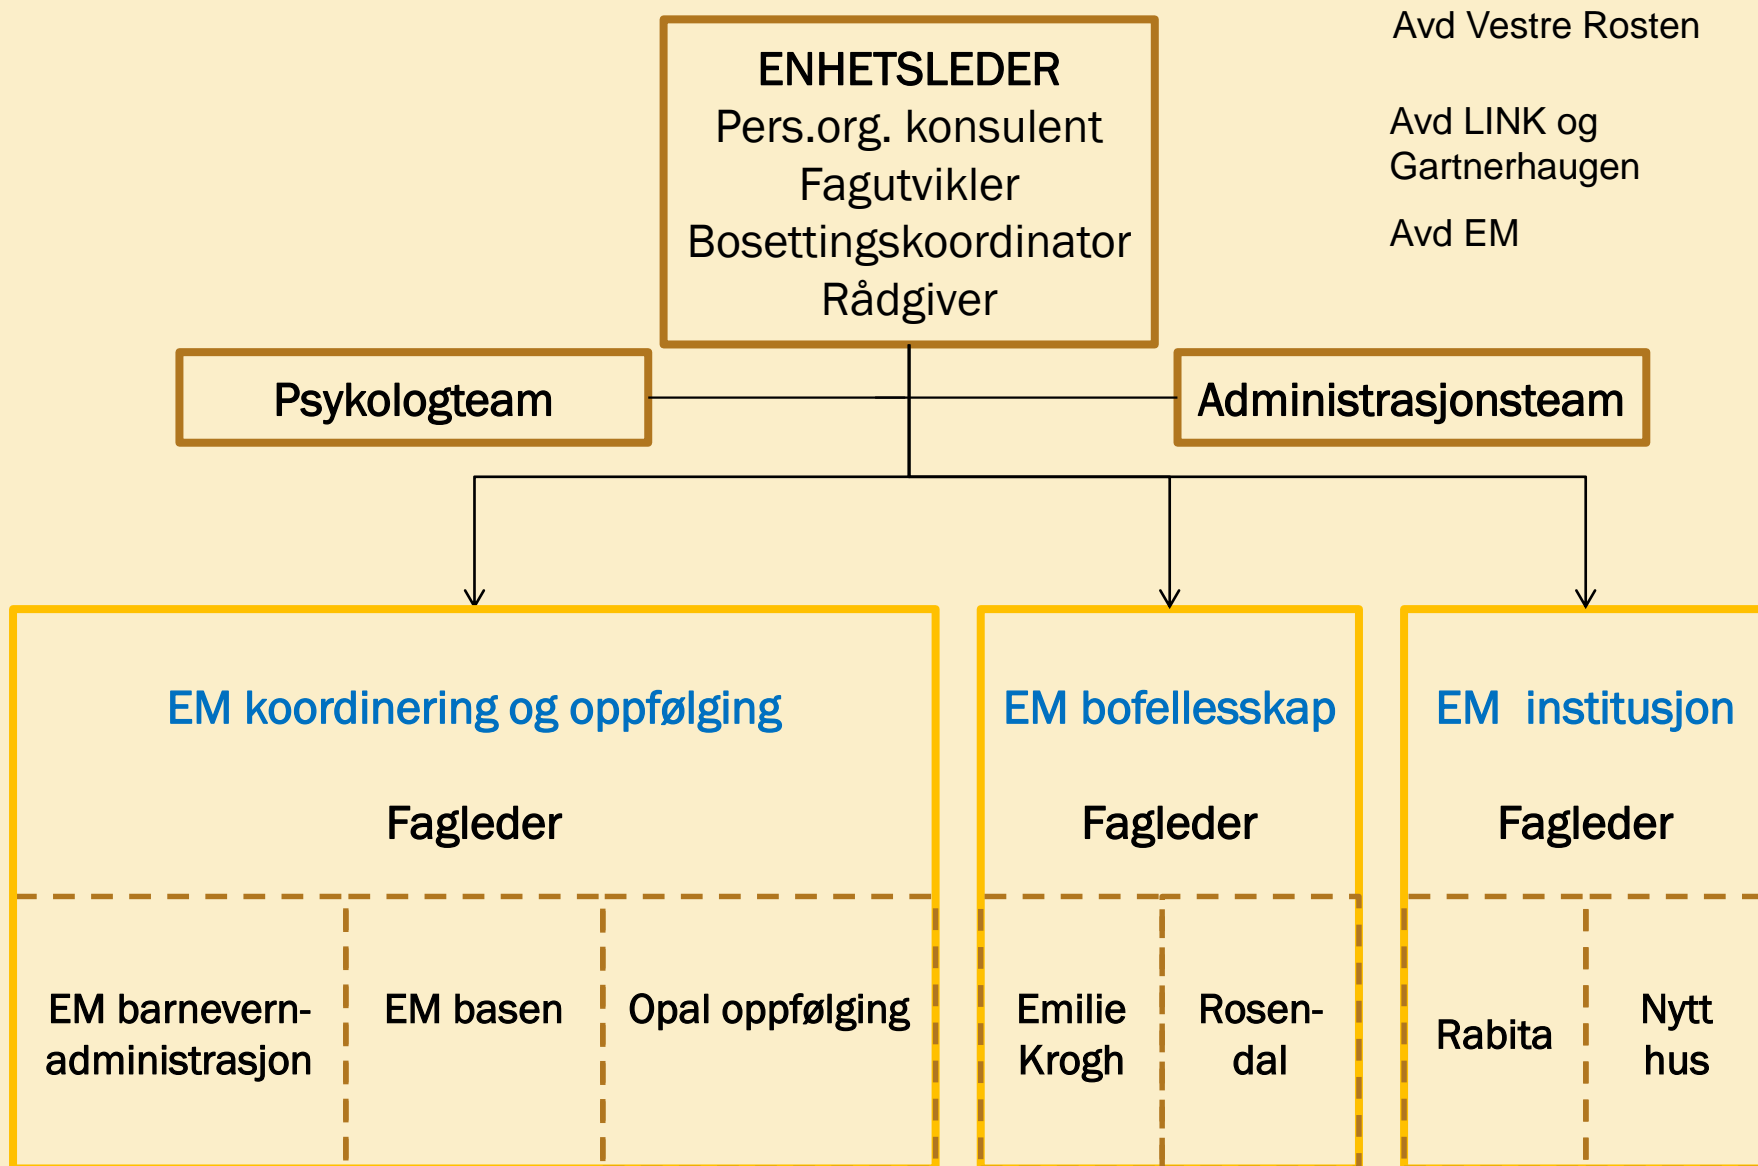 Avd Vestre Rosten
Avd LINK og
Gartnerhaugen
Avd EM
ENHETSLEDER
Pers.org. konsulent
Fagutvikler
Bosettingskoordinator
Rådgiver
Psykologteam
Administrasjonsteam
EM koordinering og oppfølging
Fagleder
EM barnevern-
administrasjon
EM basen
Opal oppfølging
EM bofellesskap
Fagleder
Emilie
Krogh
Rosen-
dal
EM institusjon
Fagleder
Rabita
Nytt
hus